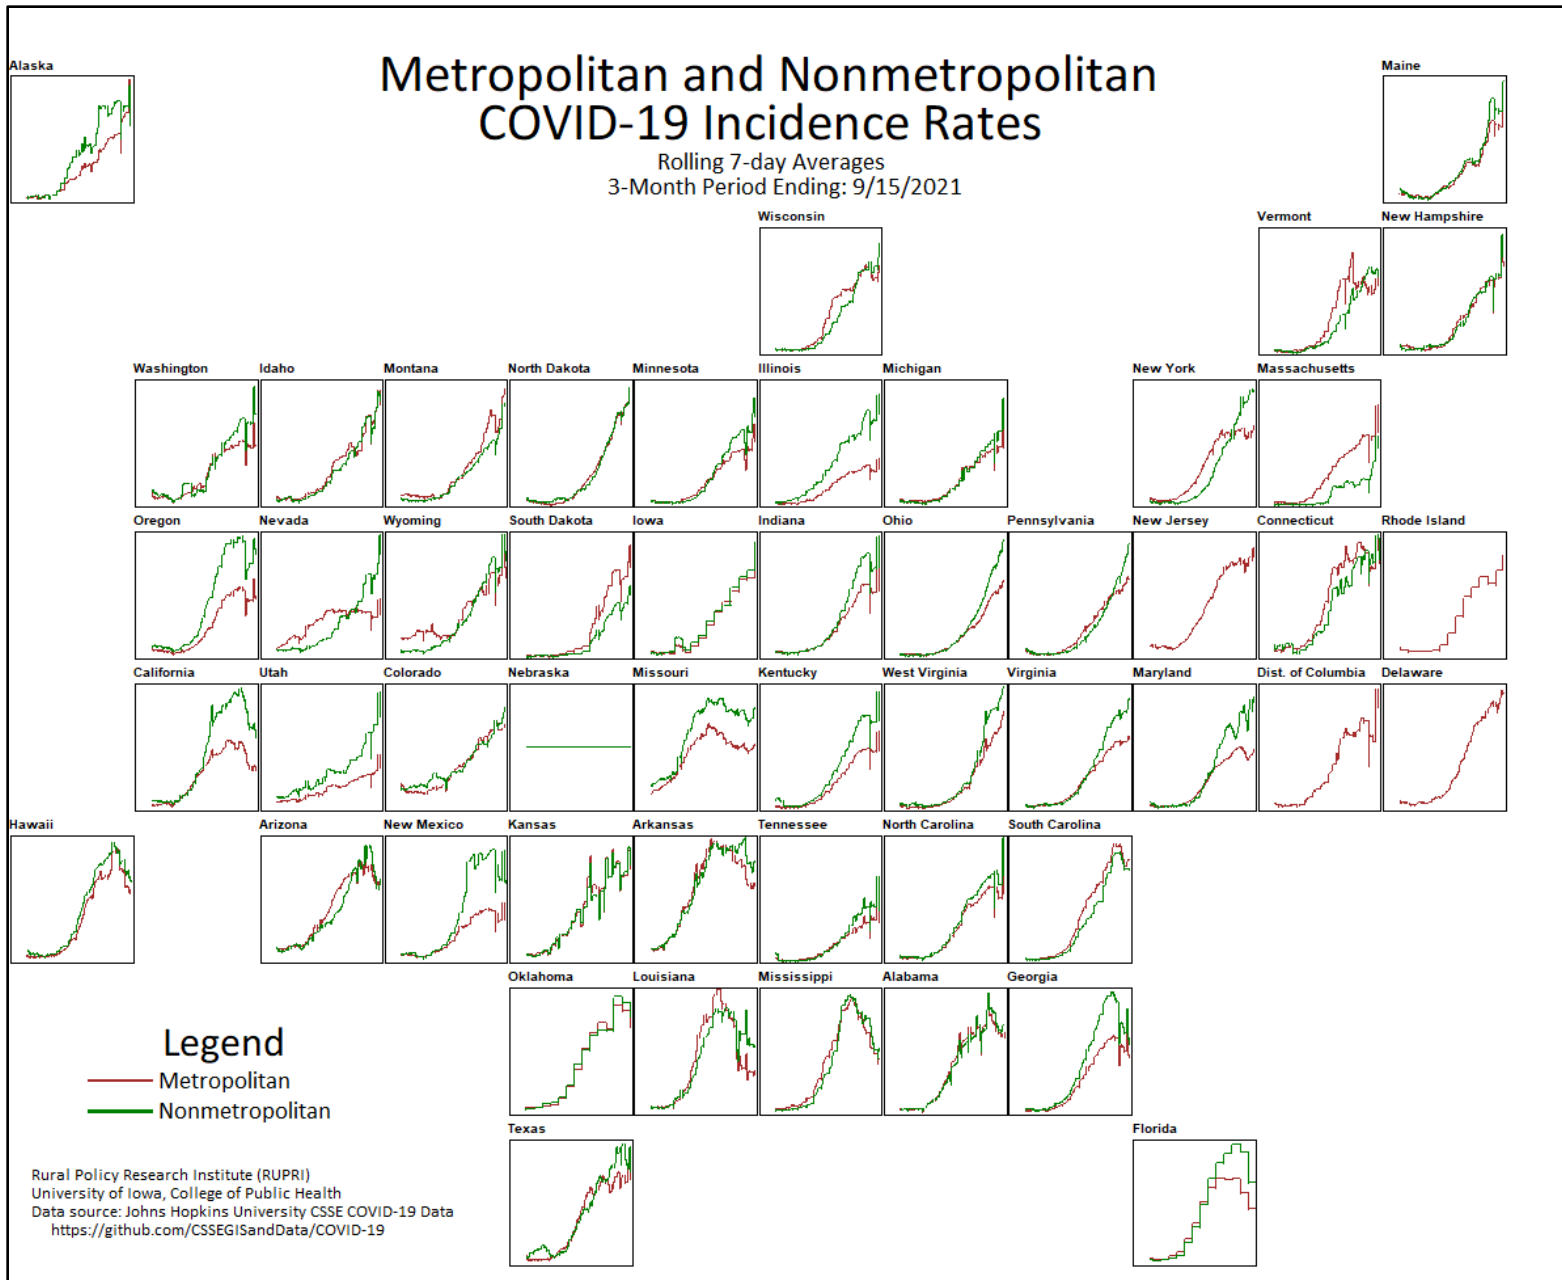 Metropolitan and Nonmetropolitan
COVID-19 Incidence Rates
Rolling 7-day Averages
3-Month Period Ending: 9/15/2021
Alaska
Maine
Wisconsin
Vermont
New Hampshire
Washington
Idaho
Montana
North Dakota
Minnesota
Illinois
Michigan
New York
Massachusetts
Oregon
Nevada
Wyoming
South Dakota
Iowa
Indiana
Ohio
Pennsylvania
New Jersey
Connecticut
Rhode Island
California
Utah
Colorado
Nebraska
Missouri
Kentucky
West Virginia
Virginia
Maryland
Dist. of Columbia
Delaware
Hawaii
Arizona
New Mexico
Kansas
Arkansas
Tennessee
North Carolina
South Carolina
Oklahoma
Louisiana
Mississippi
Alabama
Georgia
Texas
Florida
Legend
Metropolitan
Nonmetropolitan
Rural Policy Research Institute (RUPRI)
University of Iowa, College of Public Health
Data source: Johns Hopkins University CSSE COVID-19 Data
https://github.com/CSSEGISandData/COVID-19